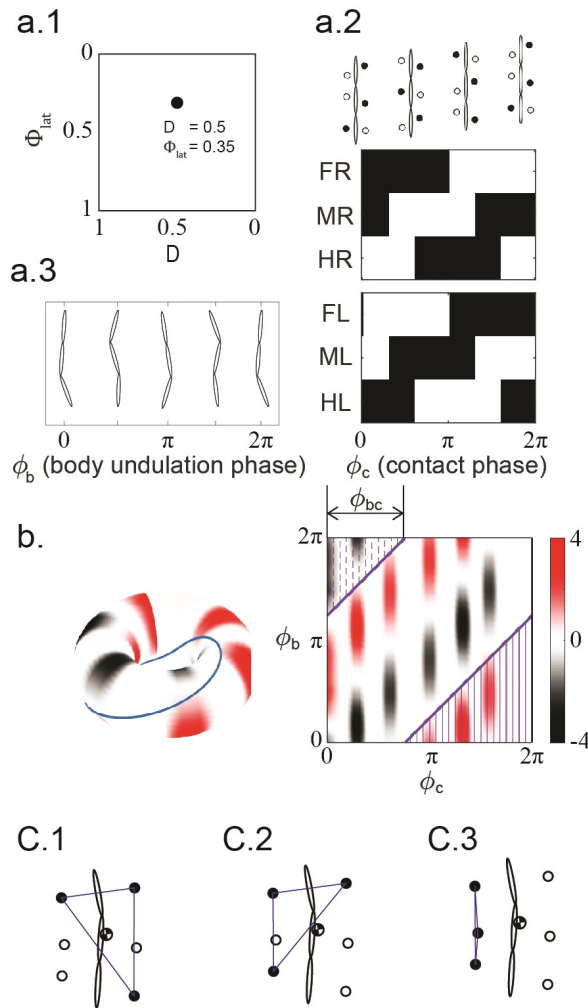 a.1
0
Φlat
0.5
D = 0.5
Φlat = 0.35
1
1 0.5 0
D
a.2
FR
MR
HR
FL
ML
HL
0 π 2π
ϕc (contact phase)
a.3
0 π 2π
ϕb (body undulation phase)
b.
ϕbc
2π
ϕb
π
0
0 π 2π
ϕc
4
0
-4
C.1
C.2
C.3